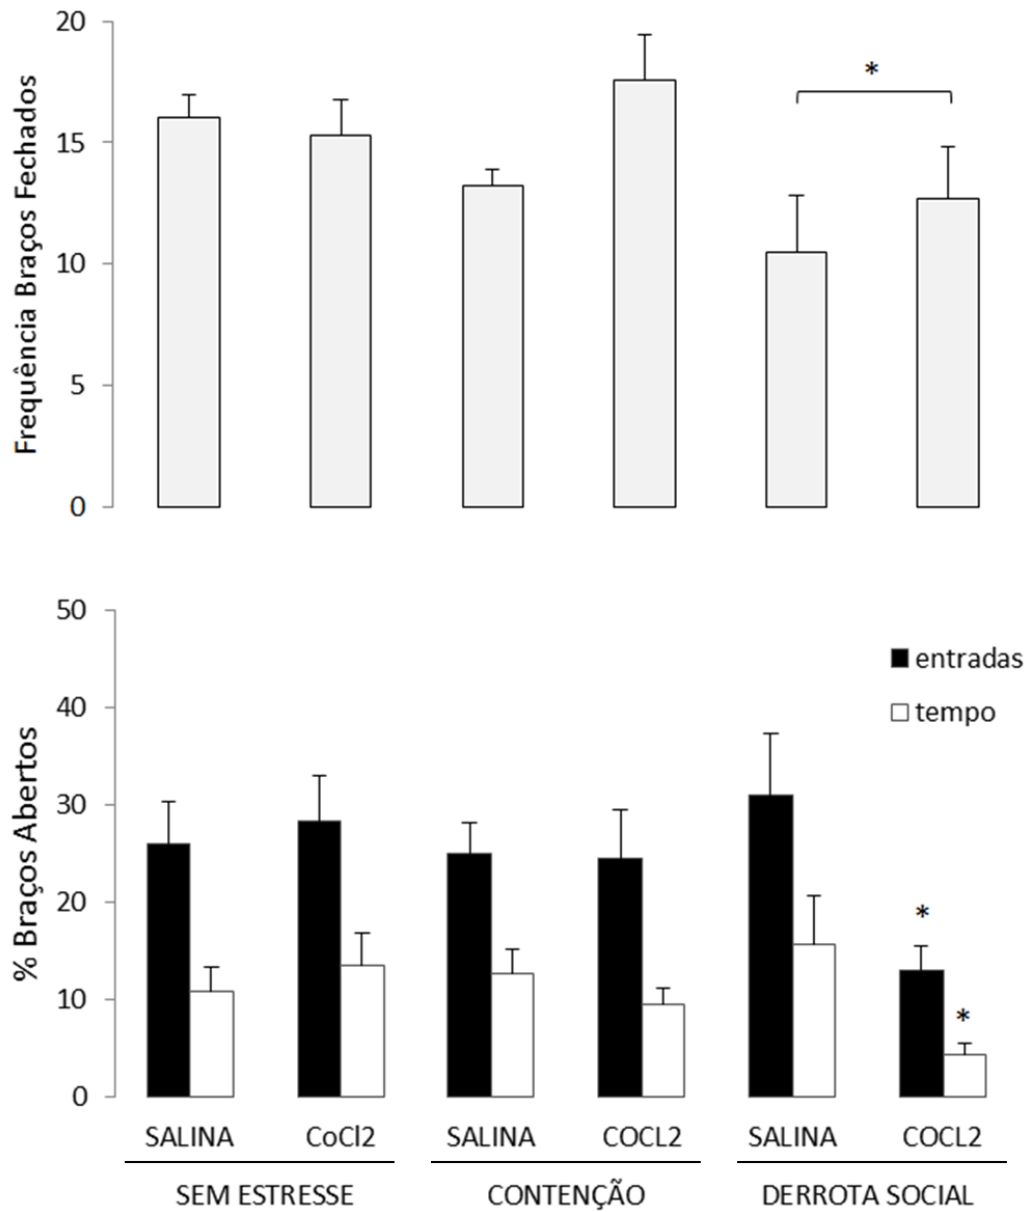 Frequência Braços Fechados
20
15
10
5
0
*
% Braços Abertos
50
40
30
20
10
0
entradas
tempo
*
*
SALINA CoCl2 SALINA COCL2 SALINA COCL2
SEM ESTRESSE CONTENÇÃO DERROTA SOCIAL